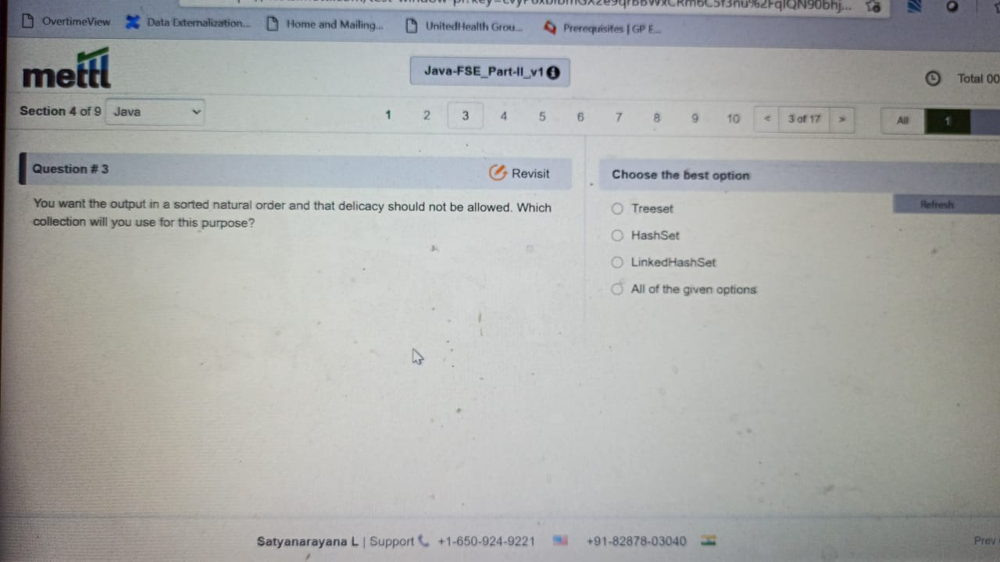 OvertimeView Data Externalization... Home and Mailing... UnitedHealth Grou... Prerequisites | GP E...
mettl
Java-FSE_Part-II_v1
Total 00
Section 4 of 9 Java
1 2 3 4 5 6 7 8 9 10 < 3 of 17 > All 1
Question # 3
Revisit
You want the output in a sorted natural order and that delicacy should not be allowed. Which
collection will you use for this purpose?
Choose the best option
Refresh
Treeset
HashSet
LinkedHashSet
All of the given options
Satyanarayana L | Support +1-650-924-9221 +91-82878-03040
Prev